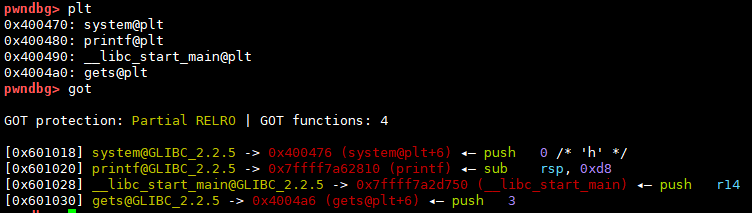 pwndbg> plt
0x400470: system@plt
0x400480: printf@plt
0x400490: __libc_start_main@plt
0x4004a0: gets@plt
pwndbg> got
GOT protection: Partial RELRO | GOT functions: 4
[0x601018] system@GLIBC_2.2.5 -> 0x400476 (system@plt+6) ◂— push   0 /* 'h' */
[0x601020] printf@GLIBC_2.2.5 -> 0x7ffff7a62810 (printf) ◂— sub    rsp, 0xd8
[0x601028] __libc_start_main@GLIBC_2.2.5 -> 0x7ffff7a2d750 (__libc_start_main) ◂— push   r14
[0x601030] gets@GLIBC_2.2.5 -> 0x4004a6 (gets@plt+6) ◂— push   3